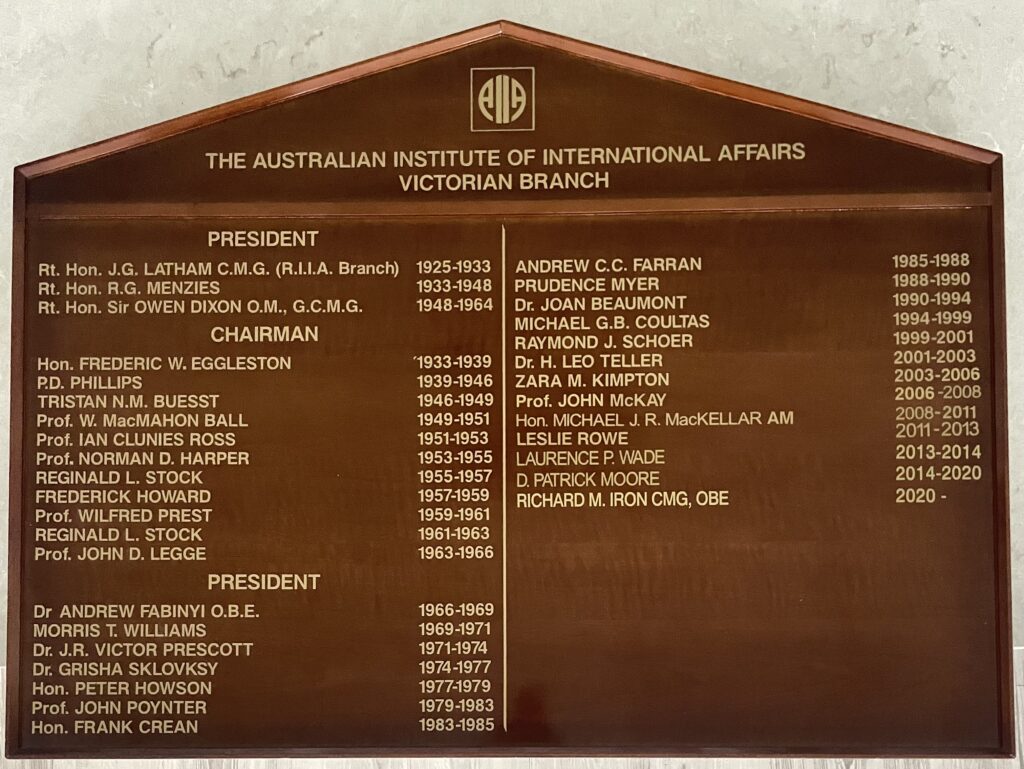 AIIA
THE AUSTRALIAN INSTITUTE OF INTERNATIONAL AFFAIRS
VICTORIAN BRANCH
PRESIDENT
Rt. Hon. J.G. LATHAM C.M.G. (R.I.I.A. Branch) 1925-1933
Rt. Hon. R.G. MENZIES 1933-1948
Rt. Hon. Sir OWEN DIXON O.M., G.C.M.G. 1948-1964
CHAIRMAN
Hon. FREDERIC W. EGGLESTON 1933-1939
P.D. PHILLIPS 1939-1946
TRISTAN N.M. BUESST 1946-1949
Prof. W. MacMAHON BALL 1949-1951
Prof. IAN CLUNIES ROSS 1951-1953
Prof. NORMAN D. HARPER 1953-1955
REGINALD L. STOCK 1955-1957
FREDERICK HOWARD 1957-1959
Prof. WILFRED PREST 1959-1961
REGINALD L. STOCK 1961-1963
Prof. JOHN D. LEGGE 1963-1966
PRESIDENT
Dr ANDREW FABINYI O.B.E. 1966-1969
MORRIS T. WILLIAMS 1969-1971
Dr. J.R. VICTOR PRESCOTT 1971-1974
Dr. GRISHA SKLOVKSY 1974-1977
Hon. PETER HOWSON 1977-1979
Prof. JOHN POYNTER 1979-1983
Hon. FRANK CREAN 1983-1985
ANDREW C.C. FARRAN 1985-1988
PRUDENCE MYER 1988-1990
Dr. JOAN BEAUMONT 1990-1994
MICHAEL G.B. COULTAS 1994-1999
RAYMOND J. SCHOER 1999-2001
Dr. H. LEO TELLER 2001-2003
ZARA M. KIMPTON 2003-2006
Prof. JOHN McKAY 2006-2008
Hon. MICHAEL J. R. MacKELLAR AM 2008-2011
LESLIE ROWE 2011-2013
LAURENCE P. WADE 2013-2014
D. PATRICK MOORE 2014-2020
RICHARD M. IRON CMG, OBE 2020 -